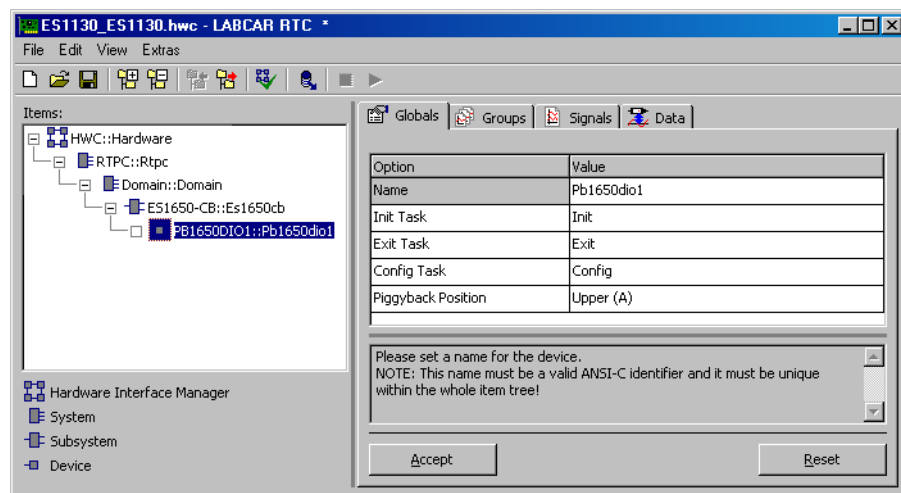 ES1130_ES1130.hwc - LABCAR RTC *
File Edit View Extras
Items:
HWC::Hardware
RTPC::Rtpc
Domain::Domain
ES1650-CB::Es1650cb
PB1650DIO1::Pb1650dio1
Hardware Interface Manager
System
Subsystem
Device
Globals Groups Signals Data
Option Value
Name Pb1650dio1
Init Task Init
Exit Task Exit
Config Task Config
Piggyback Position Upper (A)
Please set a name for the device.
NOTE: This name must be a valid ANSI-C identifier and it must be unique
within the whole item tree!
Accept Reset